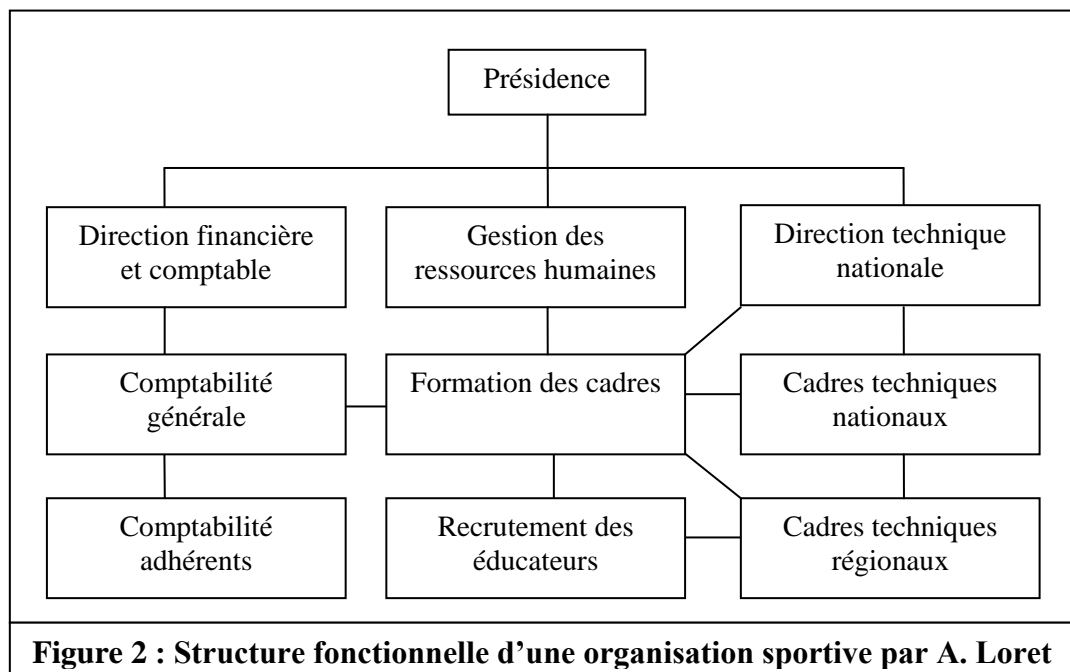 Présidence
Direction financière
et comptable
Gestion des
ressources humaines
Direction technique
nationale
Comptabilité
générale
Formation des cadres
Cadres techniques
nationaux
Comptabilité
adhérents
Recrutement des
éducateurs
Cadres techniques
régionaux
Figure 2 : Structure fonctionnelle d’une organisation sportive par A. Loret